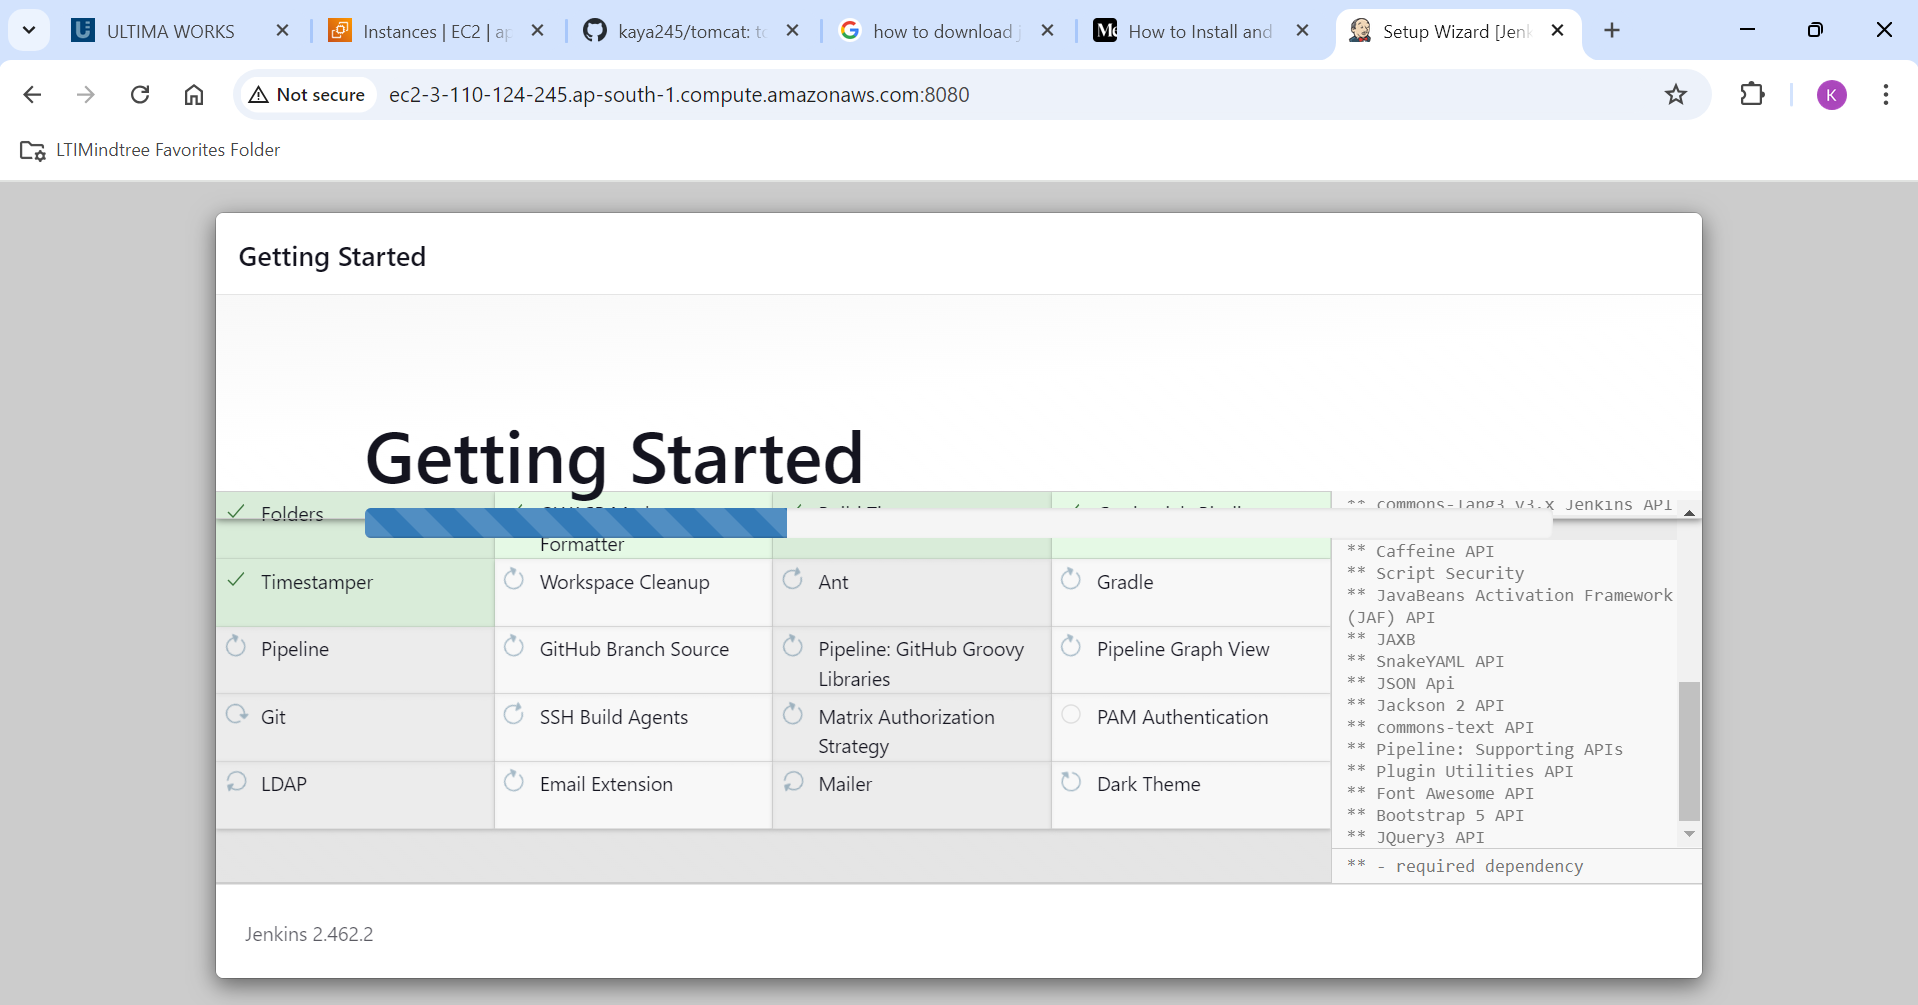 ULTIMA WORKS
Instances | EC2 | ap
kaya245/tomcat: to
how to download j
How to Install and
Setup Wizard [Jenk
Not secure
ec2-3-110-124-245.ap-south-1.compute.amazonaws.com:8080
K
LTIMindtree Favorites Folder
Getting Started
Getting Started
Folders
Formatter
Timestamper
Workspace Cleanup
Ant
Gradle
Pipeline
GitHub Branch Source
Pipeline: GitHub Groovy
Libraries
Pipeline Graph View
Git
SSH Build Agents
Matrix Authorization
Strategy
PAM Authentication
LDAP
Email Extension
Mailer
Dark Theme
** commons-lang3 v3.x Jenkins API
** Caffeine API
** Script Security
** JavaBeans Activation Framework
(JAF) API
** JAXB
** SnakeYAML API
** JSON Api
** Jackson 2 API
** commons-text API
** Pipeline: Supporting APIs
** Plugin Utilities API
** Font Awesome API
** Bootstrap 5 API
** JQuery3 API
** - required dependency
Jenkins 2.462.2